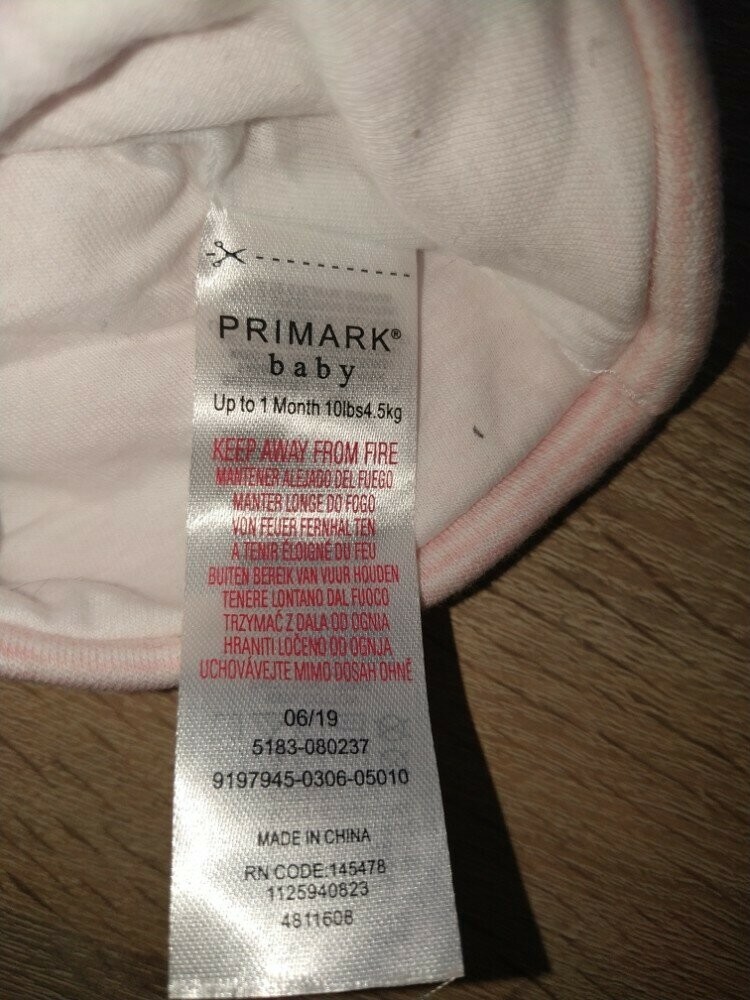 PRIMARK®
baby
Up to 1 Month 10lbs4.5kg
KEEP AWAY FROM FIRE
MANTENER ALEJADO DEL FUEGO
MANTER LONGE DO FOGO
VON FEUER FERNHALTEN
A TENIR ÉLOIGNÉ DU FEU
BUITEN BEREIK VAN VUUR HOUDEN
TENERE LONTANO DAL FUOCO
TRZYMAĆ Z DALA OD OGNIA
HRANITI LOČENO OD OGNJA
UCHOVÁVEJTE MIMO DOSAH OHNĚ
06/19
5183-080237
9197945-0306-05010
MADE IN CHINA
RN CODE:145478
1125940823
4811608